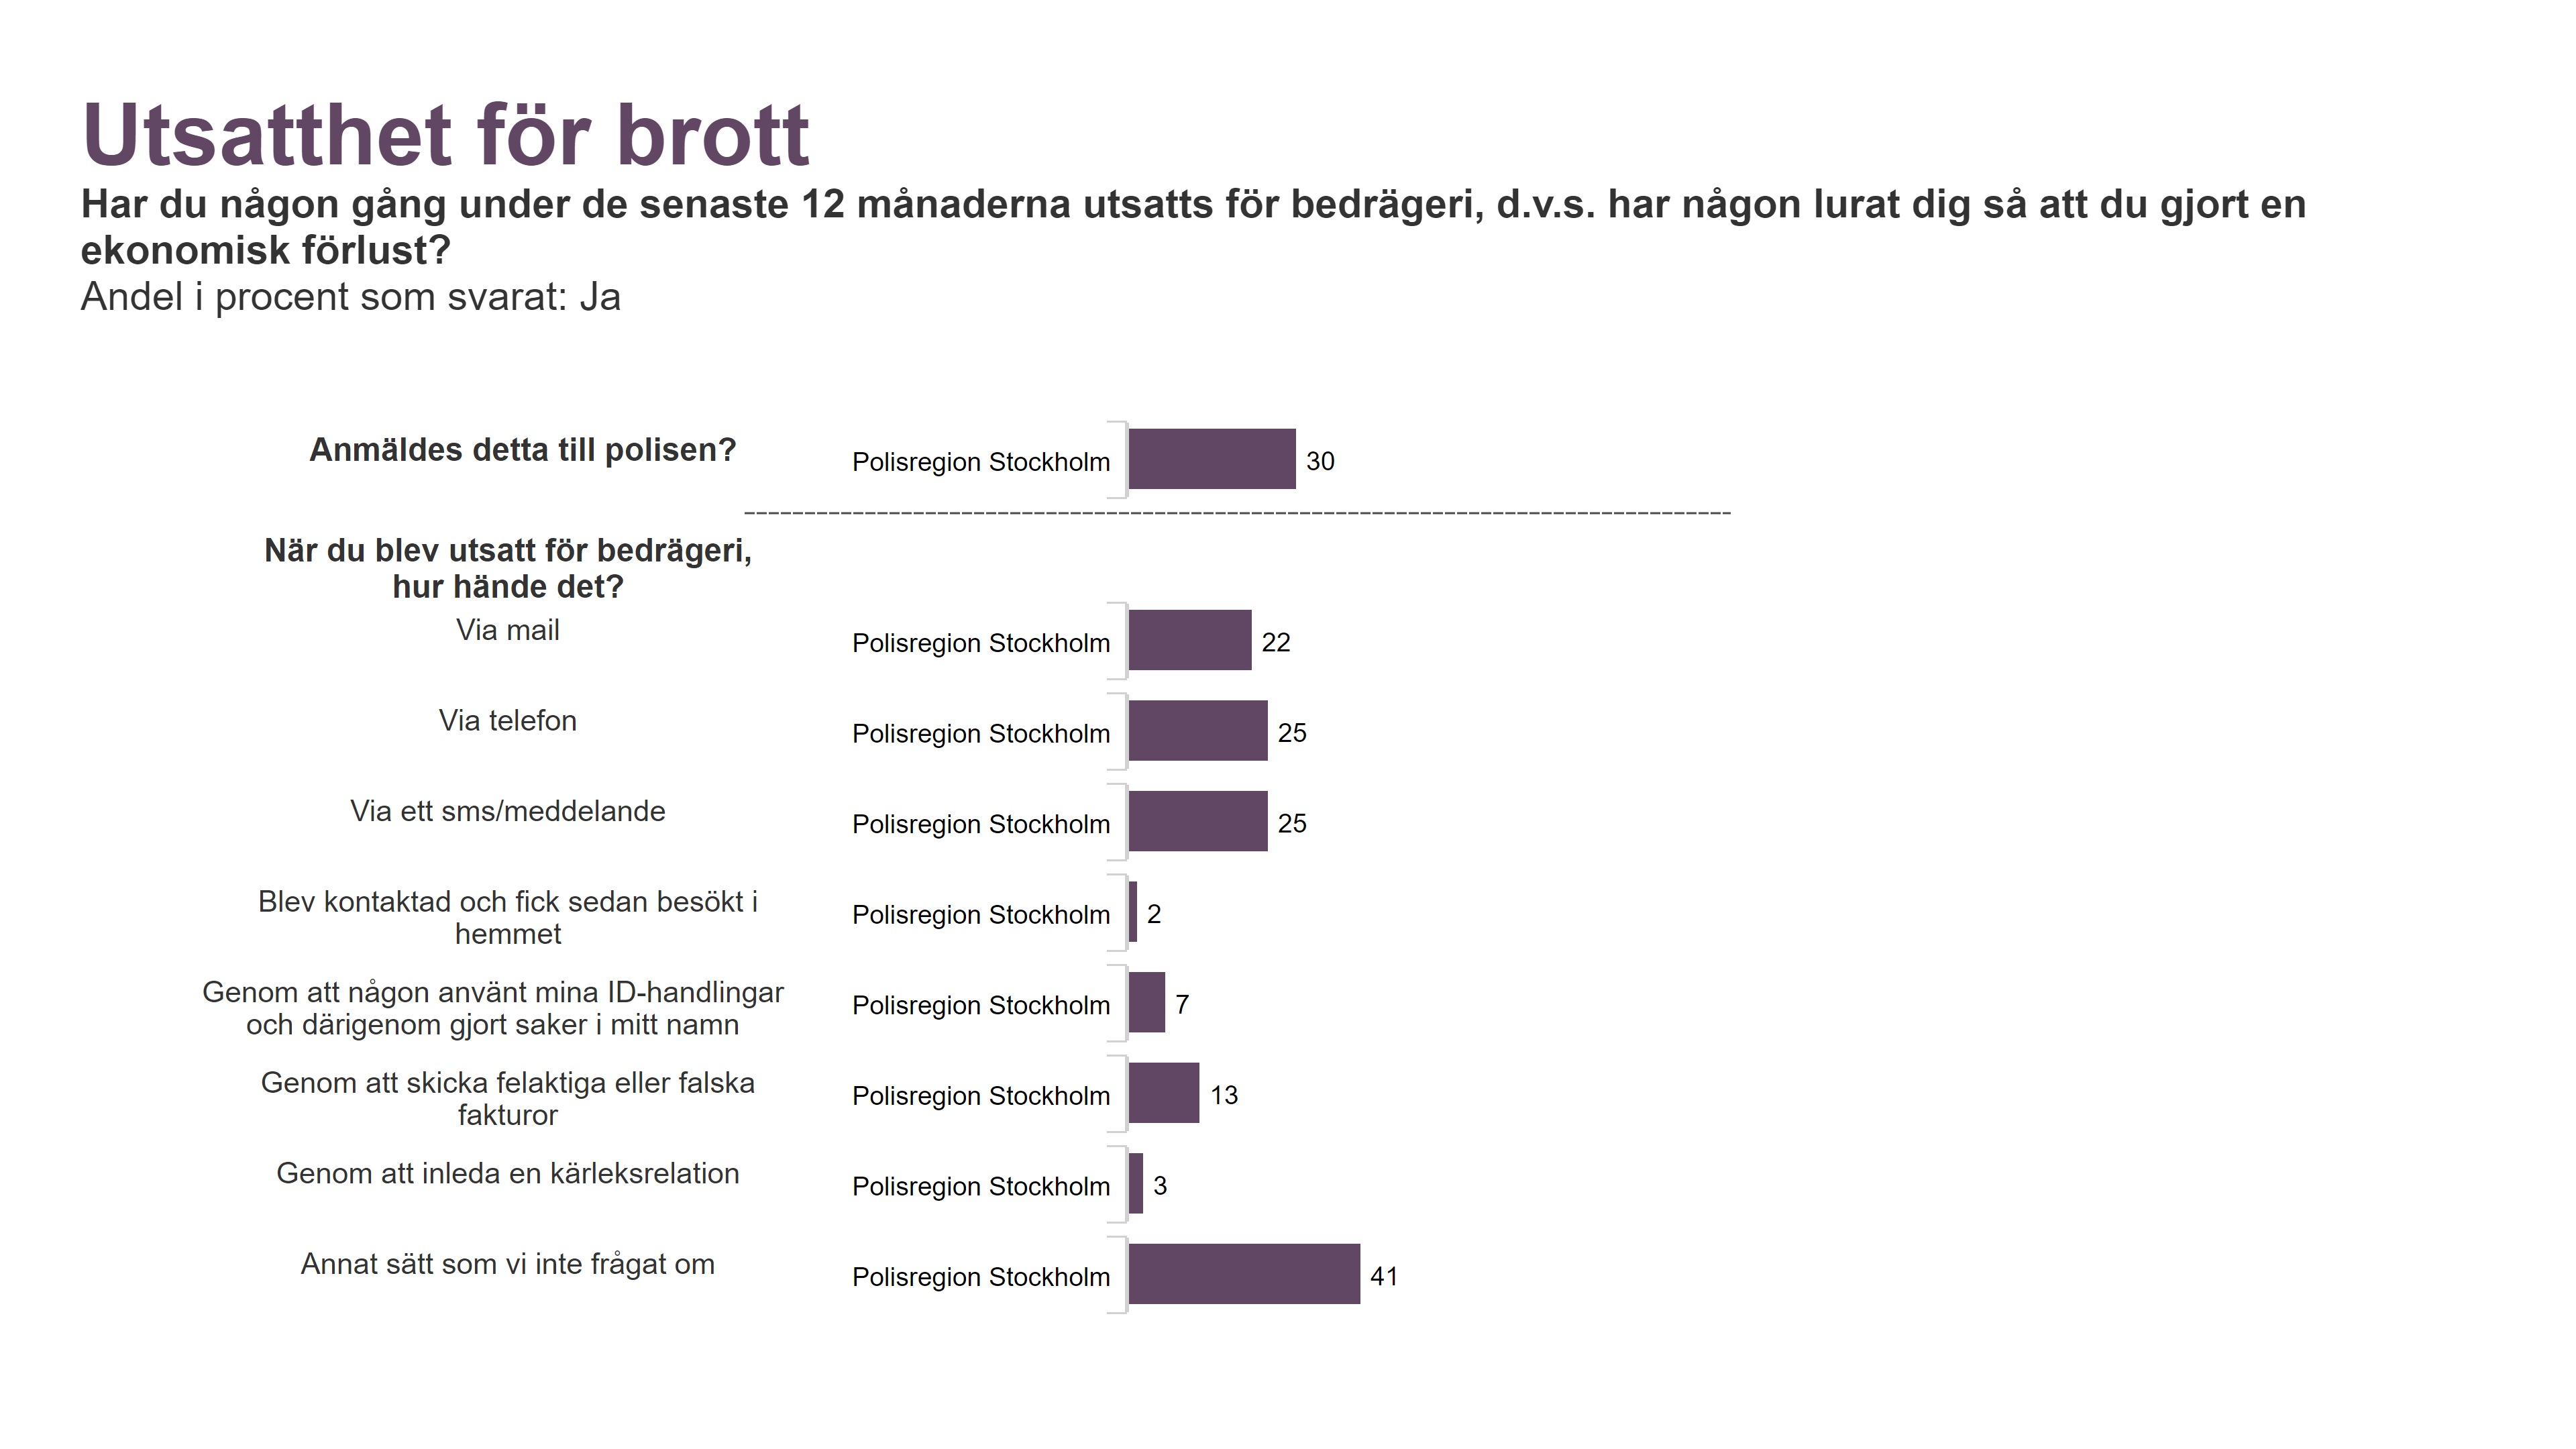 Utsatthet för brott
Har du någon gång under de senaste 12 månaderna utsatts för bedrägeri, d.v.s. har någon lurat dig så att du gjort en
ekonomisk förlust?
Andel i procent som svarat: Ja
Anmäldes detta till polisen?
Polisregion Stockholm 30
När du blev utsatt för bedrägeri,
hur hände det?
Via mail
Polisregion Stockholm 22
Via telefon
Polisregion Stockholm 25
Via ett sms/meddelande
Polisregion Stockholm 25
Blev kontaktad och fick sedan besökt i
hemmet
Polisregion Stockholm 2
Genom att någon använt mina ID-handlingar
och därigenom gjort saker i mitt namn
Polisregion Stockholm 7
Genom att skicka felaktiga eller falska
fakturor
Polisregion Stockholm 13
Genom att inleda en kärleksrelation
Polisregion Stockholm 3
Annat sätt som vi inte frågat om
Polisregion Stockholm 41